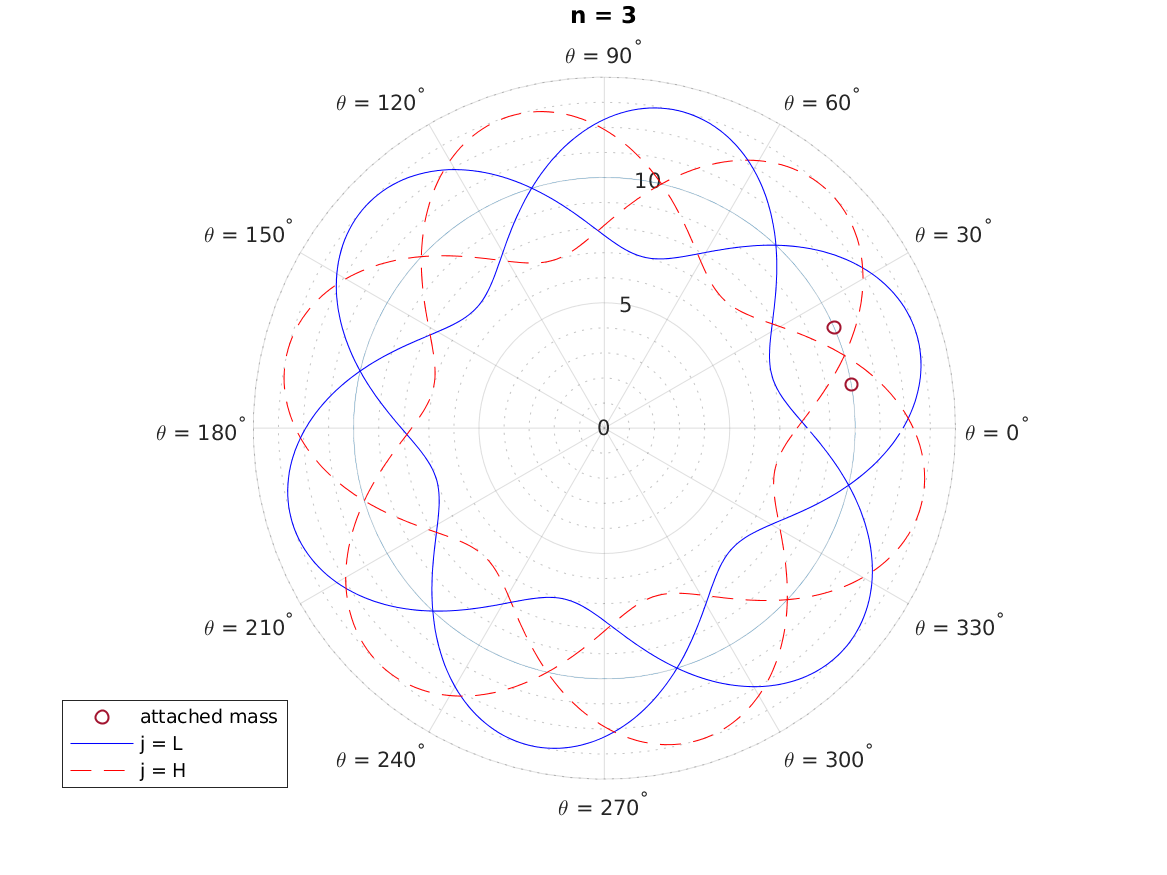 n = 3
θ = 90°
θ = 120°
θ = 60°
10
θ = 150°
θ = 30°
5
θ = 180°
0
θ = 0°
θ = 210°
θ = 330°
attached mass
j = L
j = H
θ = 240°
θ = 300°
θ = 270°